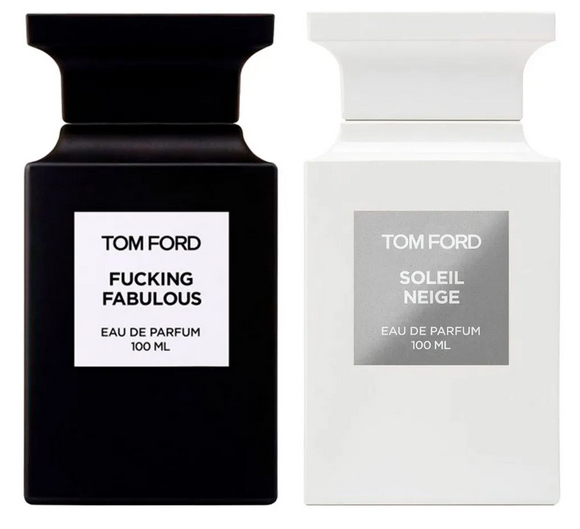 TOM FORD
FUCKING
FABULOUS
EAU DE PARFUM
100 ML
TOM FORD
SOLEIL
NEIGE
EAU DE PARFUM
100 ML